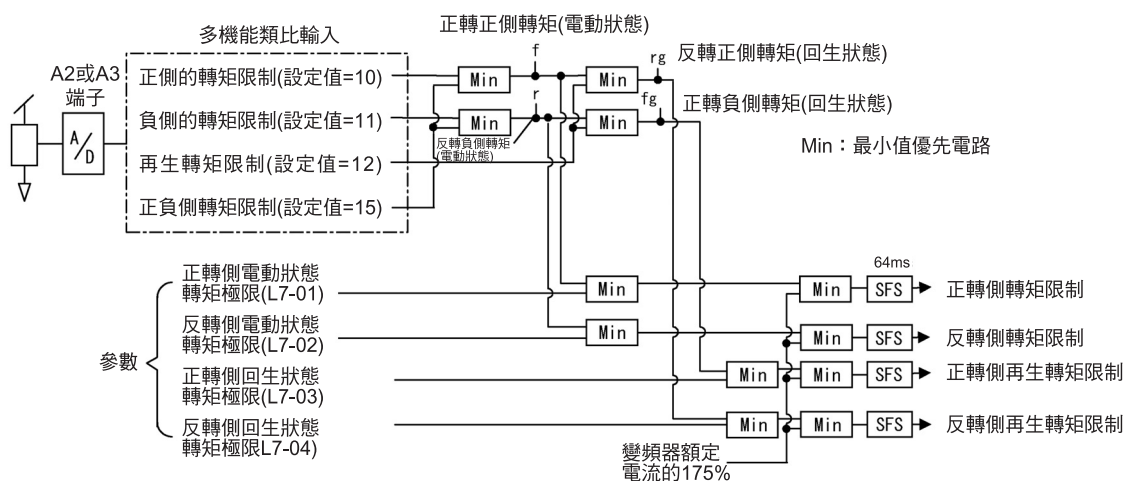 正轉正側轉矩(電動狀態)
多機能類比輸入
f
反轉正側轉矩(回生狀態)
rg
A2或A3
端子
正側的轉矩限制(設定值=10)
Min
Min
r
fg
正轉負側轉矩(回生狀態)
負側的轉矩限制(設定值=11)
Min
Min
A/D
反轉負側轉矩
(電動狀態)
Min：最小值優先電路
再生轉矩限制(設定值=12)
正負側轉矩限制(設定值=15)
64ms
正轉側電動狀態
轉矩極限(L7-01)
Min
Min
SFS
正轉側轉矩限制
反轉側電動狀態
轉矩極限(L7-02)
Min
Min
SFS
反轉側轉矩限制
參數
正轉側回生狀態
轉矩極限(L7-03)
Min
Min
SFS
正轉側再生轉矩限制
反轉側回生狀態
轉矩極限L7-04)
Min
Min
SFS
反轉側再生轉矩限制
變頻器額定
電流的175%